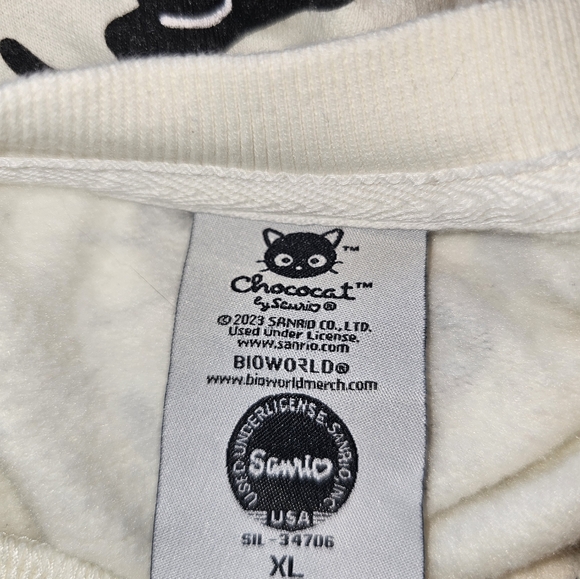 Chococat™
by Sanrio®
©2023 SANRIO CO., LTD.
Used Under License.
www.sanrio.com
BIOWORLD®
www.bioworldmerch.com
USED UNDER LICENSE. SANRIO, INC.
Sanrio
USA
SIL-34706
XL